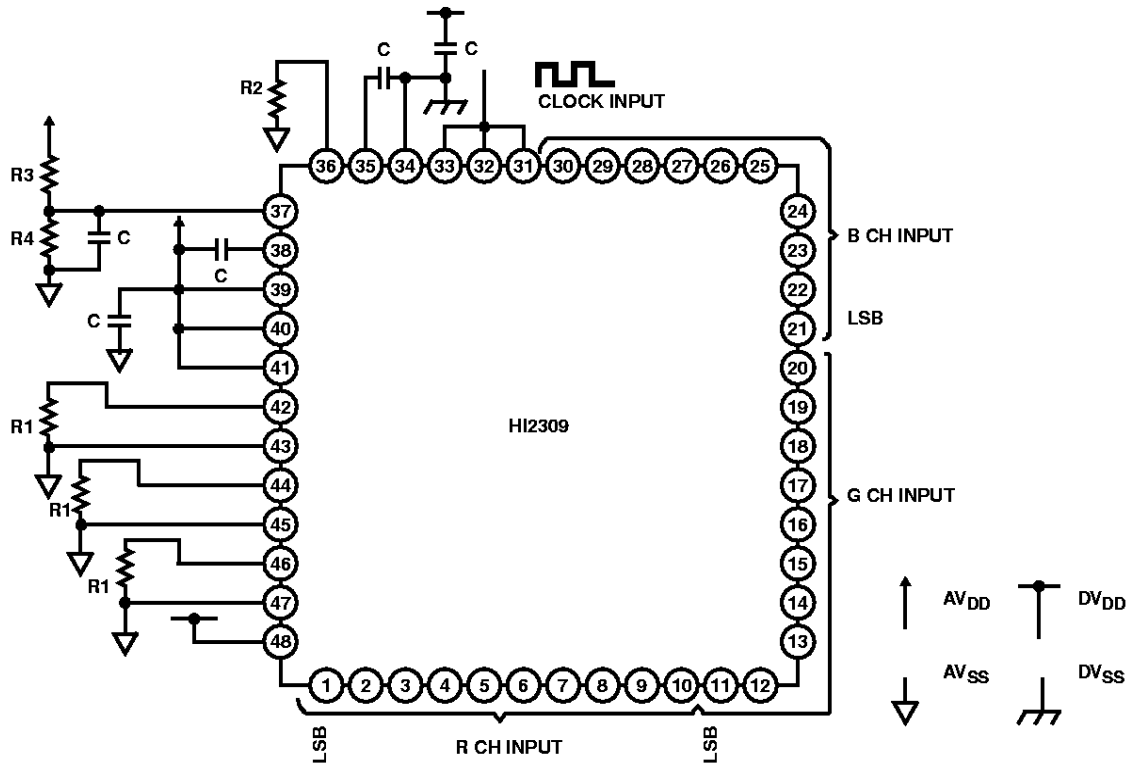 C
C
R2
CLOCK INPUT
36 35 34 33 32 31 30 29 28 27 26 25
R3
R4
C
37
38
C
39
C
40
41
R1
42
43
44
R1
45
46
R1
47
48
HI2309
24
23
22
21
20
19
18
17
16
15
14
13
B CH INPUT
LSB
G CH INPUT
1 2 3 4 5 6 7 8 9 10 11 12
LSB
R CH INPUT
LSB
AVDD
DVDD
AVSS
DVSS